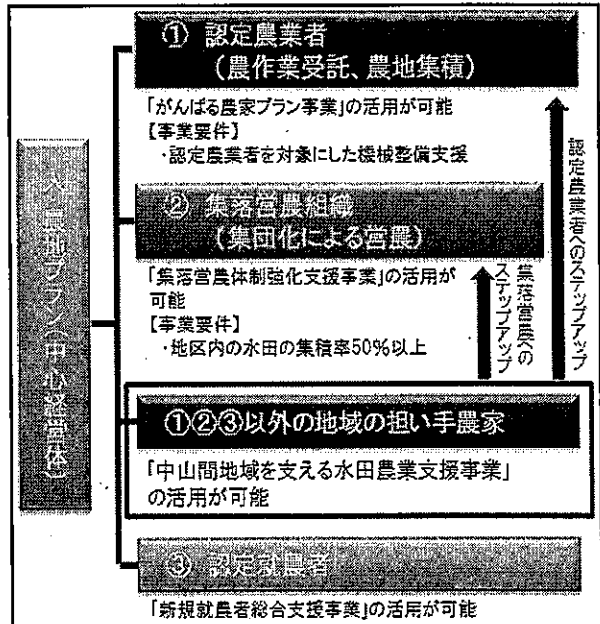 ① 認定農業者
（農作業受託、農地集積）
「がんばる農家プラン事業」の活用が可能
【事業要件】
・認定農業者を対象にした機械整備支援
人・農地プラン（中心経営体）
② 集落営農組織
（集団化による営農）
「集落営農体制強化支援事業」の活用が
可能
【事業要件】
・地区内の水田の集積率50％以上
集落営農への
ステップアップ
認定農業者へのステップアップ
①②③以外の地域の担い手農家
「中山間地域を支える水田農業支援事業」
の活用が可能
③ 認定就農者
「新規就農者総合支援事業」の活用が可能